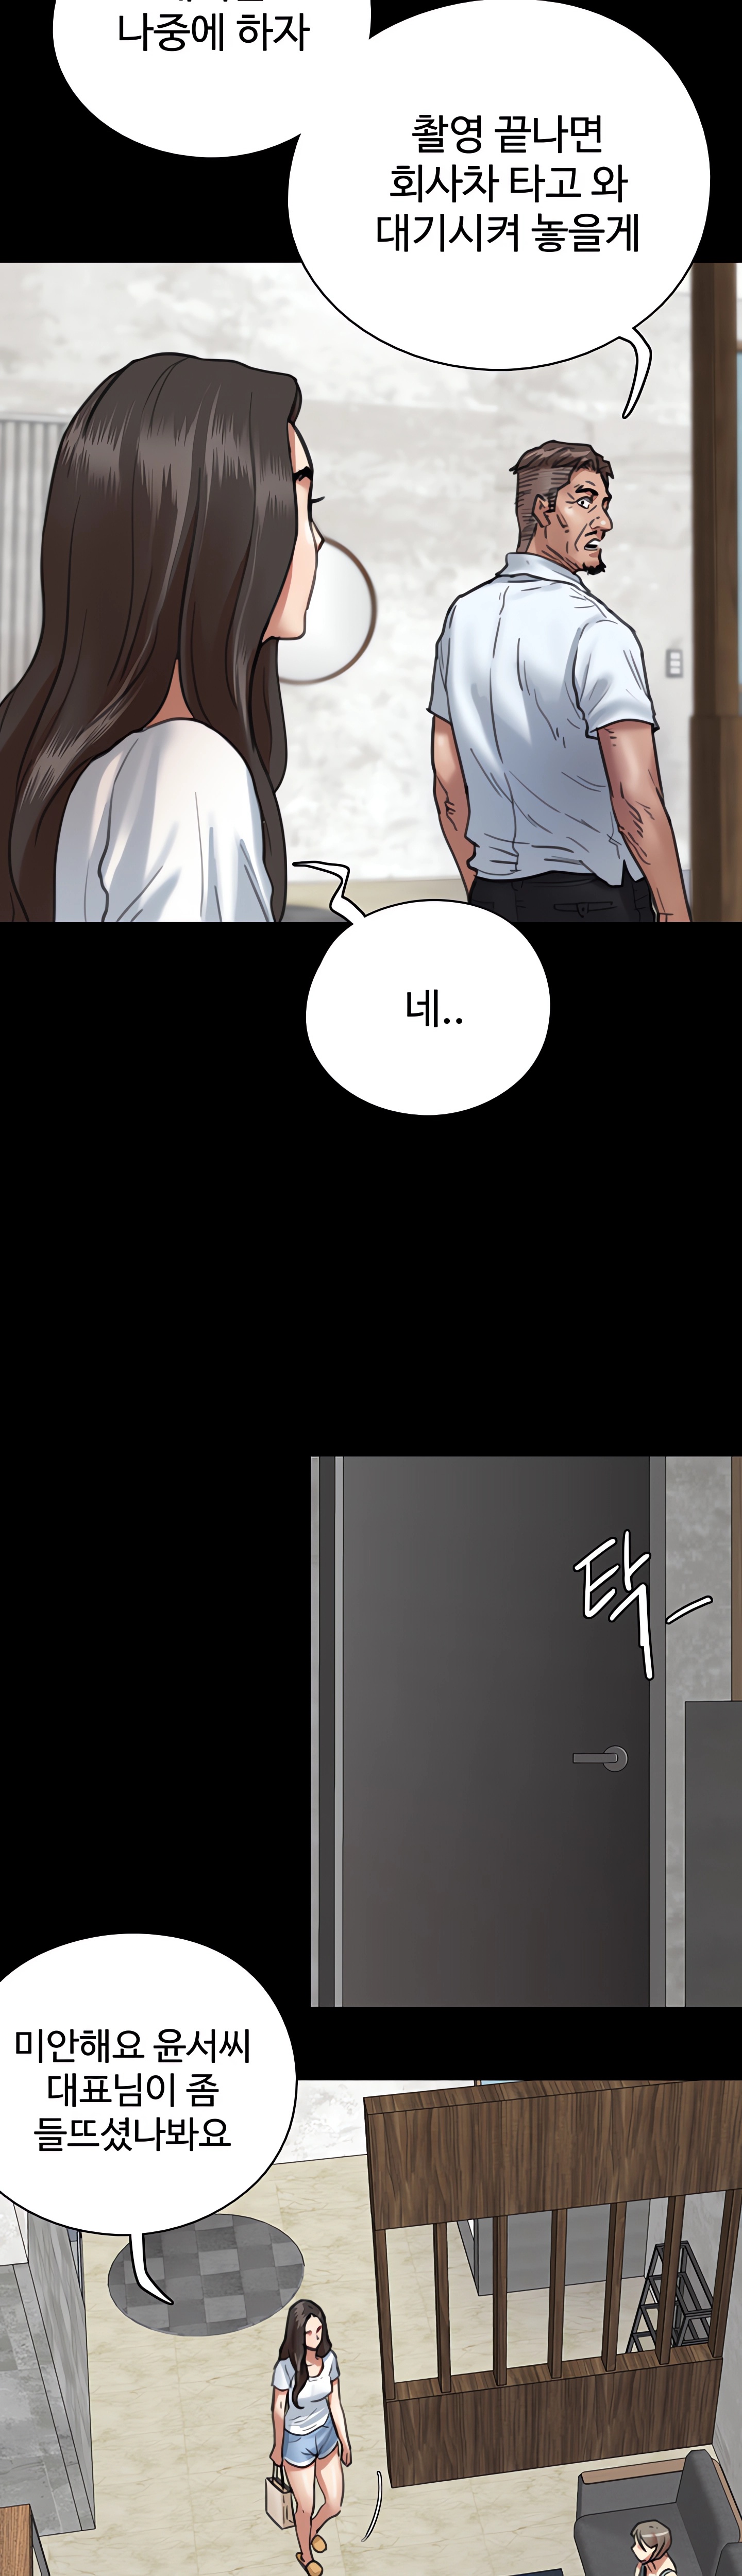 나중에 하자
촬영 끝나면
회사차 타고 와
대기시켜 놓을게
네..
탁
미안해요 윤서씨
대표님이 좀
들뜨셨나봐요